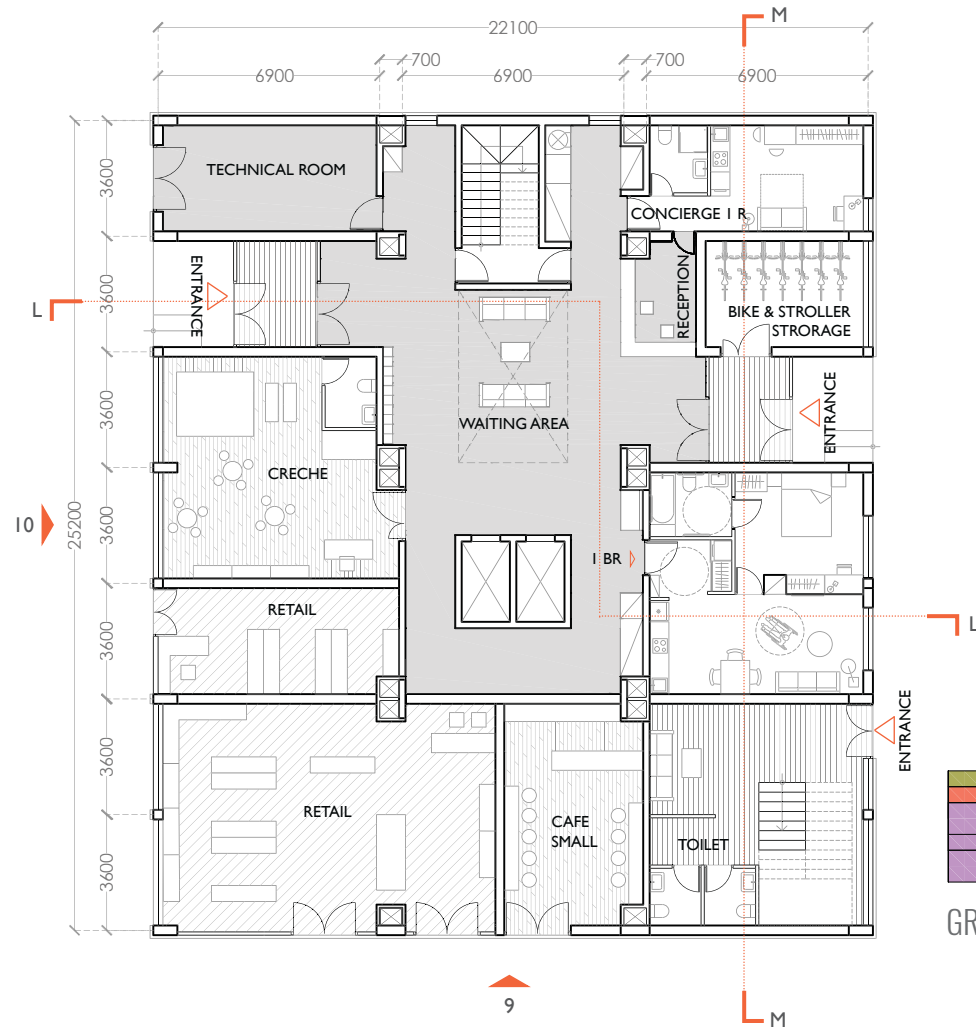 M
22100
700
700
6900
6900
6900
3600
TECHNICAL ROOM
CONCIERGE 1 R
3600
ENTRANCE
RECEPTION
L
BIKE & STROLLER
STRORAGE
3600
WAITING AREA
ENTRANCE
CRECHE
10
25200
3600
1 BR
3600
RETAIL
L
3600
ENTRANCE
RETAIL
CAFE
SMALL
TOILET
3600
GR
9
M